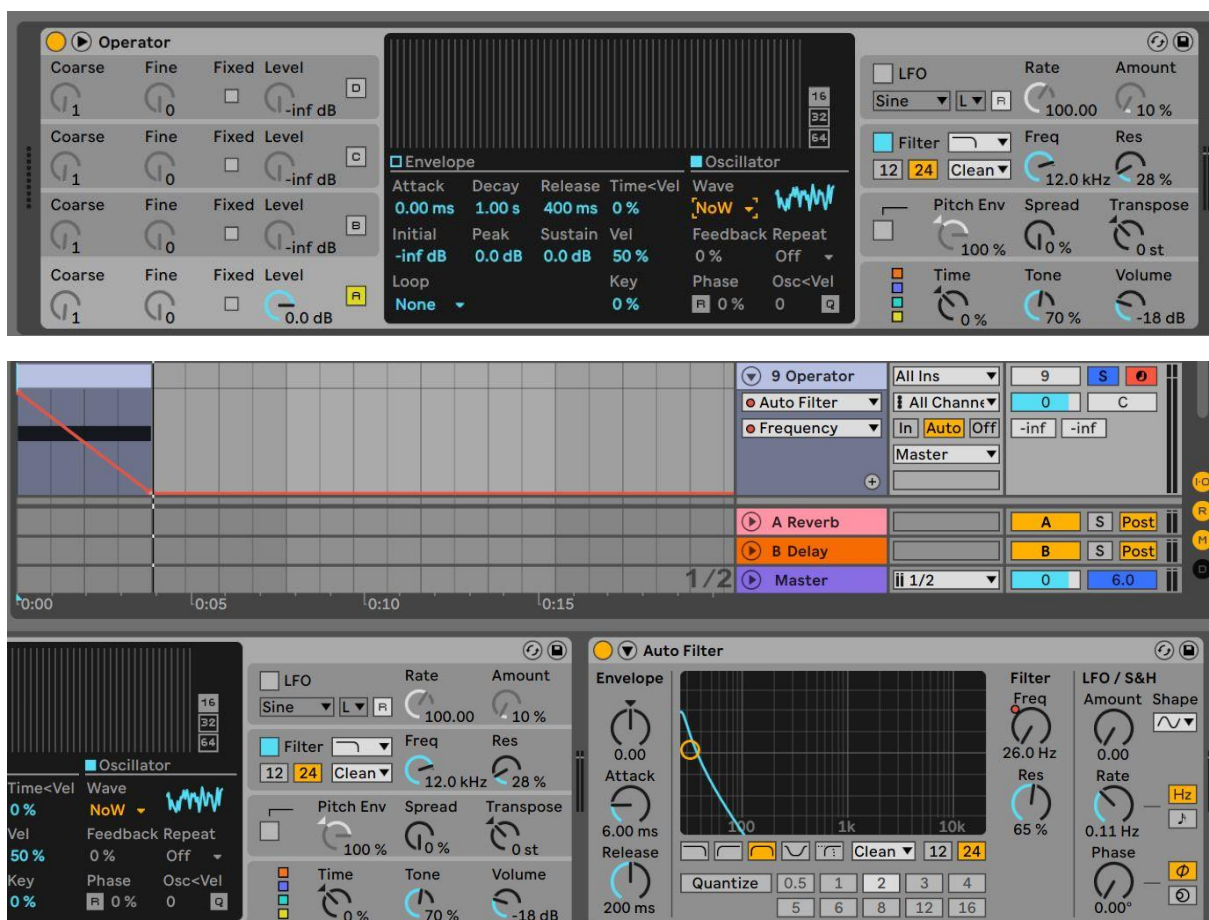 Operator
Coarse Fine Fixed Level
1 0 -inf dB D
Coarse Fine Fixed Level
1 0 -inf dB C
Coarse Fine Fixed Level
1 0 -inf dB B
Coarse Fine Fixed Level
1 0 0.0 dB A
16
32
64
Envelope Oscillator
Attack Decay Release Time<Vel Wave
0.00 ms 1.00 s 400 ms 0 % NoW
Initial Peak Sustain Vel Feedback Repeat
-inf dB 0.0 dB 0.0 dB 50 % 0 % Off
Loop Key Phase Osc<Vel
None 0 % R 0 % 0 Q
LFO Rate Amount
Sine L R 100.00 10 %
Filter Freq Res
12 24 Clean 12.0 kHz 28 %
Pitch Env Spread Transpose
100 % 0 % 0 st
Time Tone Volume
0 % 70 % -18 dB
9 Operator All Ins 9 S
Auto Filter All Channe 0 C
Frequency In Auto Off -inf -inf
Master
A Reverb A S Post
B Delay B S Post
1/2 Master 1/2 0 6.0
0:00 0:05 0:10 0:15
I·O
R
M
D
16
32
64
Oscillator
Time<Vel Wave
0 % NoW
Vel Feedback Repeat
50 % 0 % Off
Key Phase Osc<Vel
0 % R 0 % 0 Q
LFO Rate Amount
Sine L R 100.00 10 %
Filter Freq Res
12 24 Clean 12.0 kHz 28 %
Pitch Env Spread Transpose
100 % 0 % 0 st
Time Tone Volume
0 % 70 % -18 dB
Auto Filter
Envelope
0.00
Attack
6.00 ms
Release
200 ms
100 1k 10k
Clean 12 24
Quantize 0.5 1 2 3 4
5 6 8 12 16
Filter
Freq
26.0 Hz
Res
65 %
LFO / S&H
Amount Shape
0.00
Rate
0.11 Hz Hz
Phase
0.00°